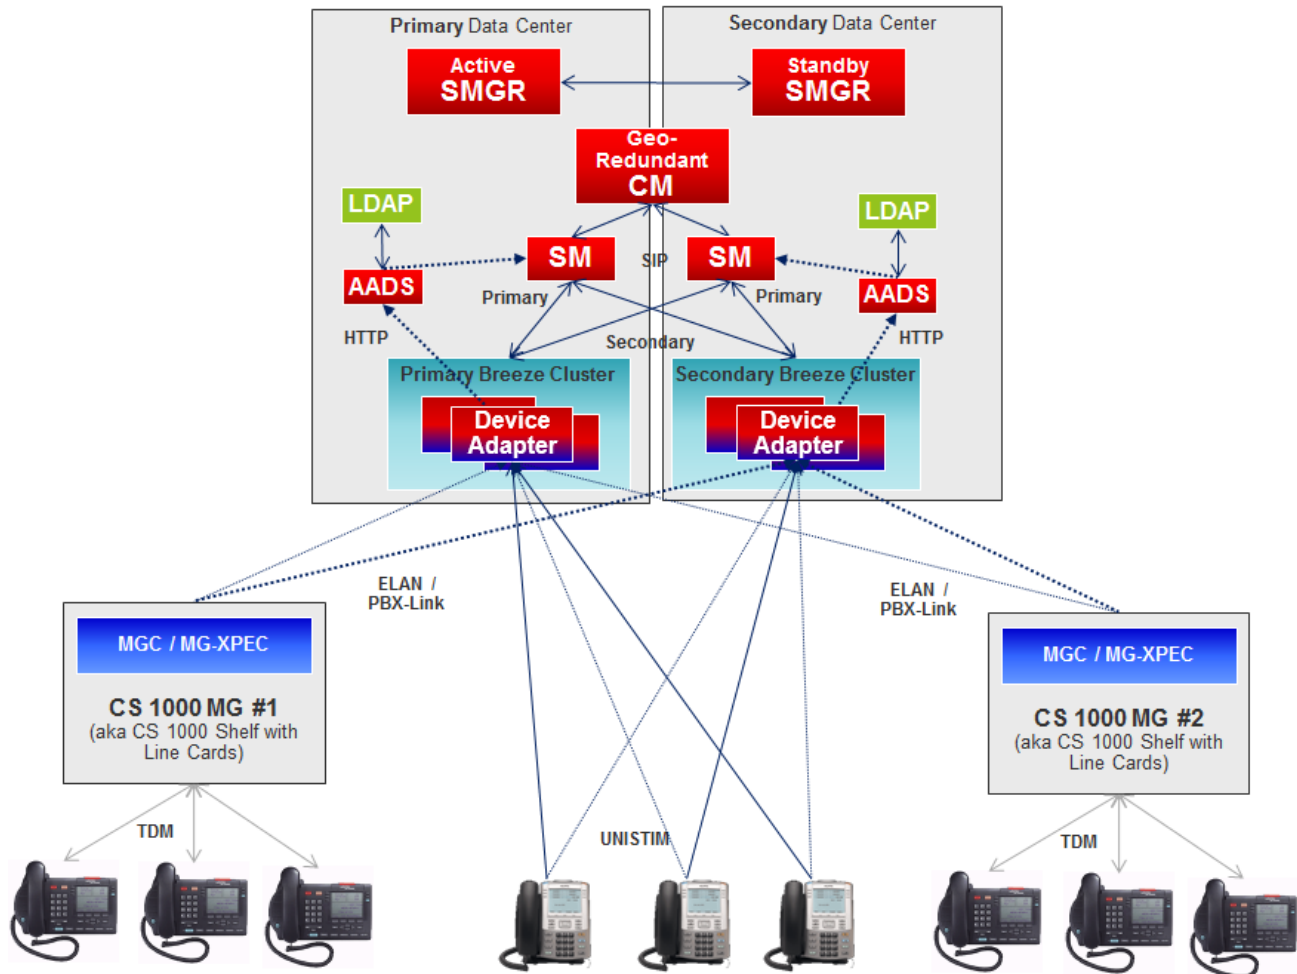 Primary Data Center
Secondary Data Center
Active
SMGR
Standby
SMGR
Geo-
Redundant
CM
LDAP
LDAP
SM
SIP
SM
AADS
AADS
Primary
Primary
HTTP
Secondary
HTTP
Primary Breeze Cluster
Secondary Breeze Cluster
Device
Adapter
Device
Adapter
ELAN /
PBX-Link
ELAN /
PBX-Link
MGC / MG-XPEC
CS 1000 MG #1
(aka CS 1000 Shelf with
Line Cards)
MGC / MG-XPEC
CS 1000 MG #2
(aka CS 1000 Shelf with
Line Cards)
TDM
UNISTIM
TDM